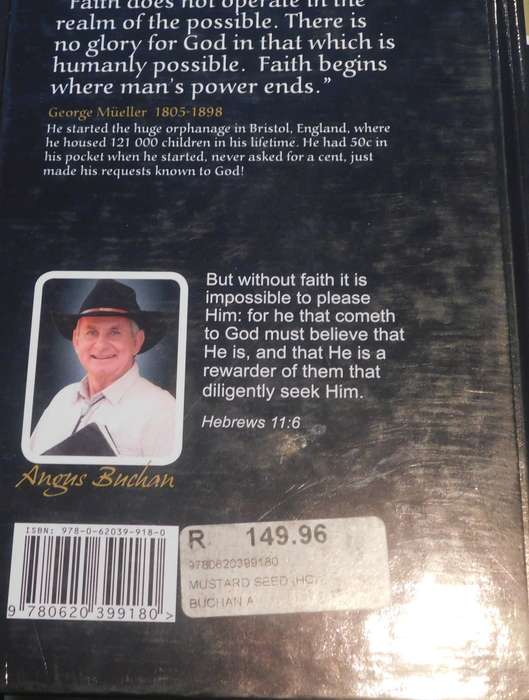 "Faith does not operate in the
realm of the possible. There is
no glory for God in that which is
humanly possible. Faith begins
where man's power ends."
George Müeller 1805-1898
He started the huge orphanage in Bristol, England, where
he housed 121 000 children in his lifetime. He had 50c in
his pocket when he started, never asked for a cent, just
made his requests known to God!
But without faith it is
impossible to please
Him: for he that cometh
to God must believe that
He is, and that He is a
rewarder of them that
diligently seek Him.
Hebrews 11:6
Angus Buchan
ISBN: 978-0-62039-918-0
9 780620 399180 >
R 149.96
9780620399180
MUSTARD SEED (HC)
BUCHAN A